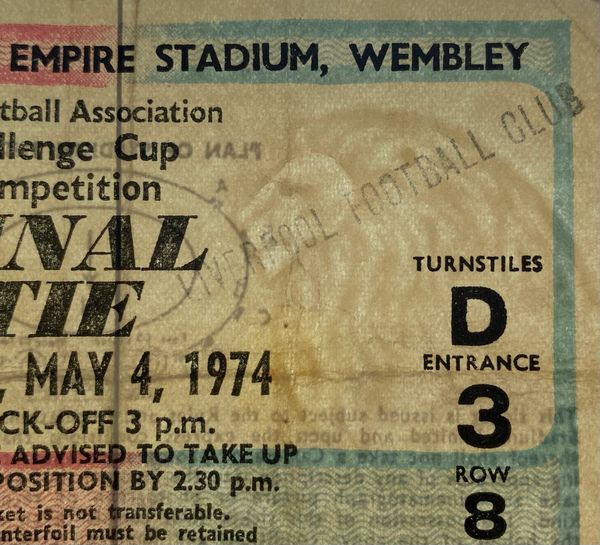 EMPIRE STADIUM, WEMBLEY
tball Association
llenge Cup
mpetition
NAL
TIE
LIVERPOOL FOOTBALL CLUB
, MAY 4, 1974
CK-OFF 3 p.m.
ADVISED TO TAKE UP
POSITION BY 2.30 p.m.
ket is not transferable.
nterfoil must be retained
TURNSTILES
D
ENTRANCE
3
ROW
8